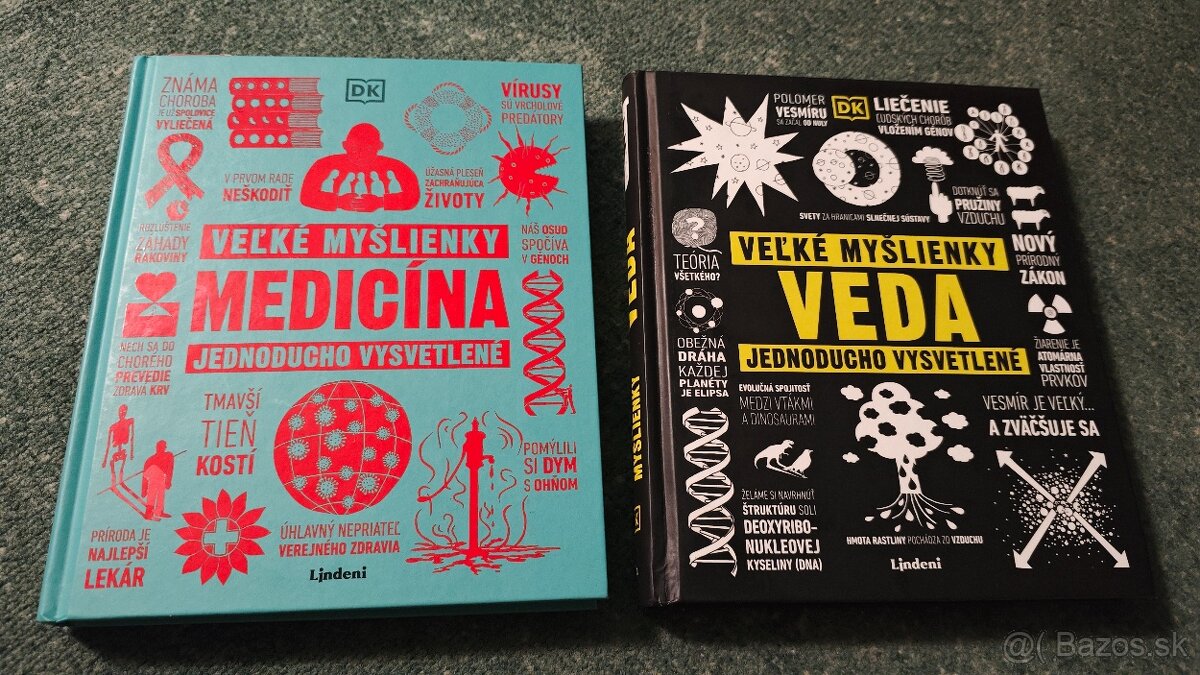 ZNÁMA
CHOROBA
JE UŽ SPOLOVICE
VYLIEČENÁ
DK
VÍRUSY
SÚ VRCHOLOVÉ
PREDÁTORY
V PRVOM RADE
NEŠKODIŤ
ÚŽASNÁ PLESEŇ
ZACHRAŇUJÚCA
ŽIVOTY
ROZLÚŠTENIE
ZÁHADY
RAKOVINY
NÁŠ OSUD
SPOČÍVA
V GÉNOCH
VEĽKÉ MYŠLIENKY
MEDICÍNA
JEDNODUCHO VYSVETLENÉ
NECH SA DO
CHORÉHO
PREVEDIE
ZDRAVÁ KRV
TMAVŠÍ
TIEŇ
KOSTÍ
POMÝLILI
SI DYM
S OHŇOM
PRÍRODA JE
NAJLEPŠÍ
LEKÁR
ÚHLAVNÝ NEPRIATEĽ
VEREJNÉHO ZDRAVIA
Lindeni
VEDA
MYŠLIENKY
POLOMER
VESMÍRU
SA ZAČAL OD NULY
DK
LIEČENIE
ĽUDSKÝCH CHORÔB
VLOŽENÍM GÉNOV
DOTKNÚŤ SA
PRUŽINY
VZDUCHU
SVETY ZA HRANICAMI SLNEČNEJ SÚSTAVY
?
TEÓRIA
VŠETKÉHO?
NOVÝ
PRÍRODNÝ
ZÁKON
VEĽKÉ MYŠLIENKY
VEDA
JEDNODUCHO VYSVETLENÉ
OBEŽNÁ
DRÁHA
KAŽDEJ
PLANÉTY
JE ELIPSA
ŽIARENIE JE
ATOMÁRNA
VLASTNOSŤ
PRVKOV
EVOLUČNÁ SPOJITOSŤ
MEDZI VTÁKMI
A DINOSAURAMI
VESMÍR JE VEĽKÝ...
A ZVÄČŠUJE SA
ŽELÁME SI NAVRHNÚŤ
ŠTRUKTÚRU SOLI
DEOXYRIBO-
NUKLEOVEJ
KYSELINY (DNA)
HMOTA RASTLINY POCHÁDZA ZO VZDUCHU
Lindeni
@( Bazos.sk